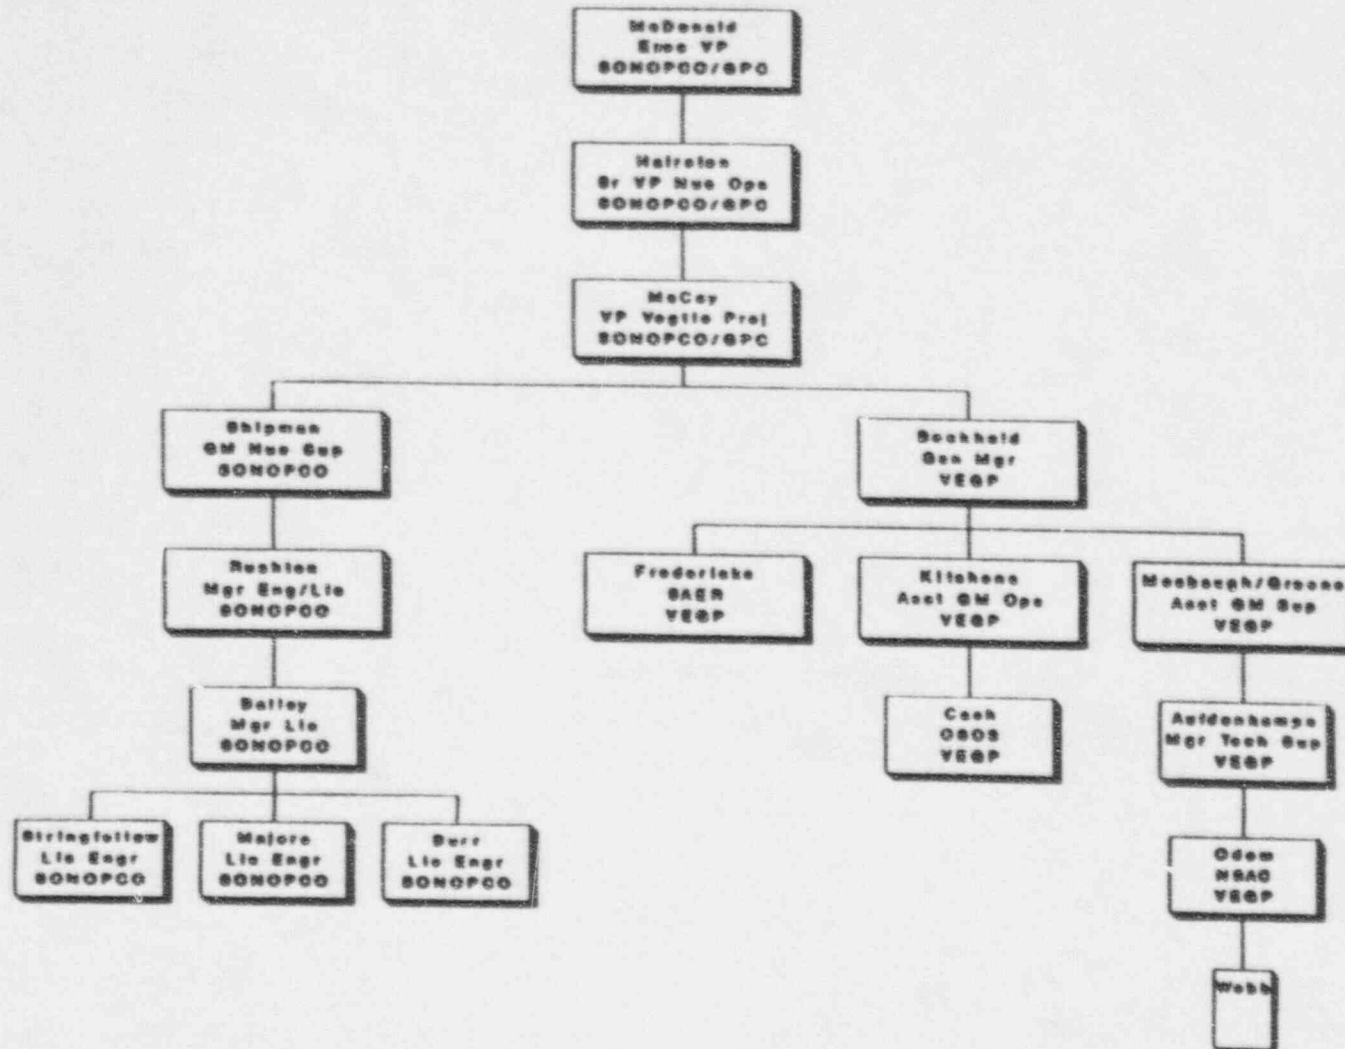 McDonald
Exec VP
SONOPCO/GPC
Hairston
Sr VP Nuc Ops
SONOPCO/GPC
McCoy
VP Vogtle Proj
SONOPCO/GPC
Shipman
GM Nuc Sup
SONOPCO
Bockhold
Gen Mgr
VEGP
Rushton
Mgr Eng/Lic
SONOPCO
Frederick
SAER
VEGP
Kitchens
Asst GM Ops
VEGP
Mosbaugh/Greene
Asst GM Sup
VEGP
Bailey
Mgr Lic
SONOPCO
Cash
OSOS
VEGP
Aufdenkampe
Mgr Tech Sup
VEGP
Stringfellow
Lic Engr
SONOPCO
Majors
Lic Engr
SONOPCO
Burr
Lic Engr
SONOPCO
Odom
NSAC
VEGP
Webb